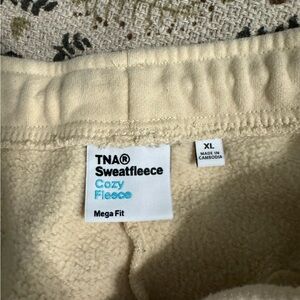 TNA®
Sweatfleece
Cozy
Fleece
Mega Fit
XL
MADE IN
CAMBODIA